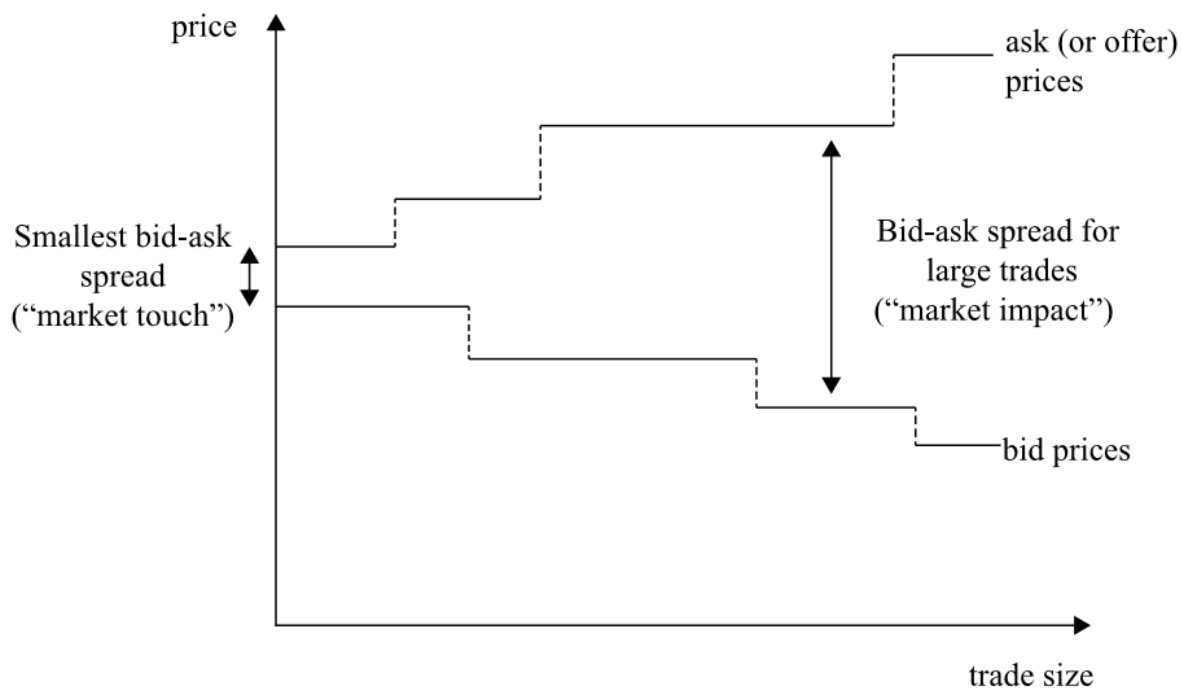 price
ask (or offer)
prices
Smallest bid-ask
spread
(“market touch”)
Bid-ask spread for
large trades
(“market impact”)
bid prices
trade size